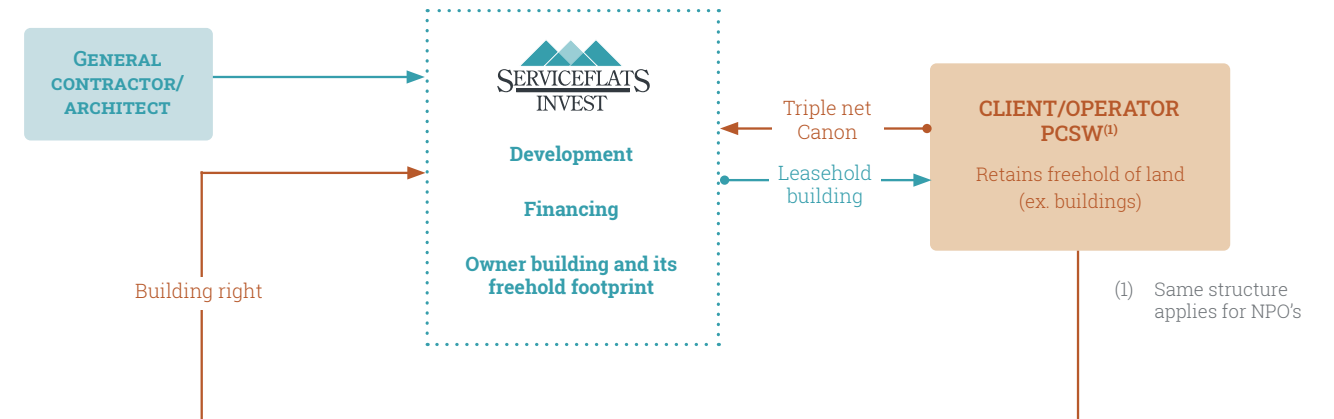 GENERAL
CONTRACTOR/
ARCHITECT
SERVICEFLATS
INVEST
Development
Financing
Owner building and its
freehold footprint
Triple net
Canon
Leasehold
building
CLIENT/OPERATOR
PCSW(1)
Retains freehold of land
(ex. buildings)
Building right
(1) Same structure
applies for NPO's